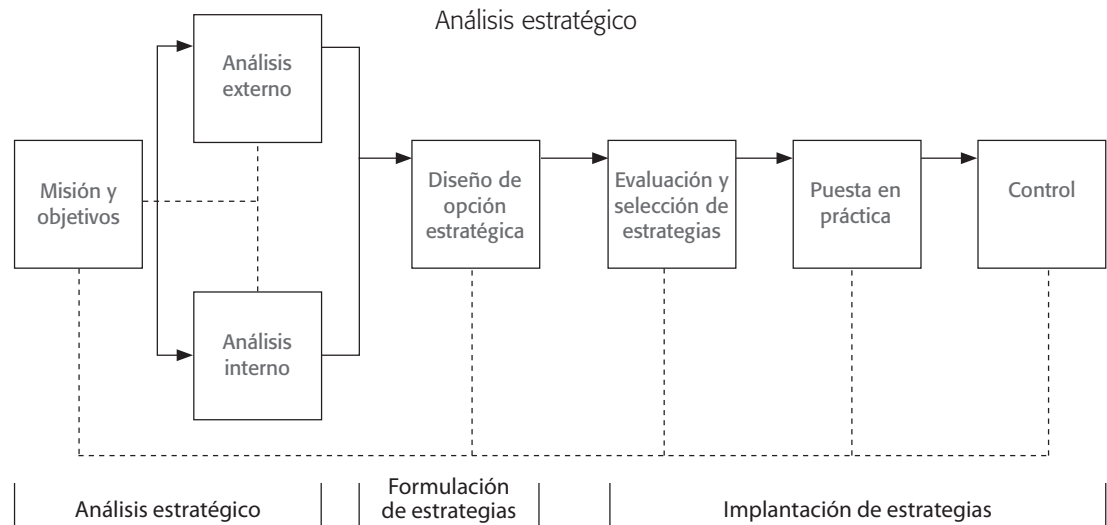 Análisis estratégico
Análisis
externo
Misión y
objetivos
Diseño de
opción
estratégica
Evaluación y
selección de
estrategias
Puesta en
práctica
Control
Análisis
interno
Análisis estratégico
Formulación
de estrategias
Implantación de estrategias